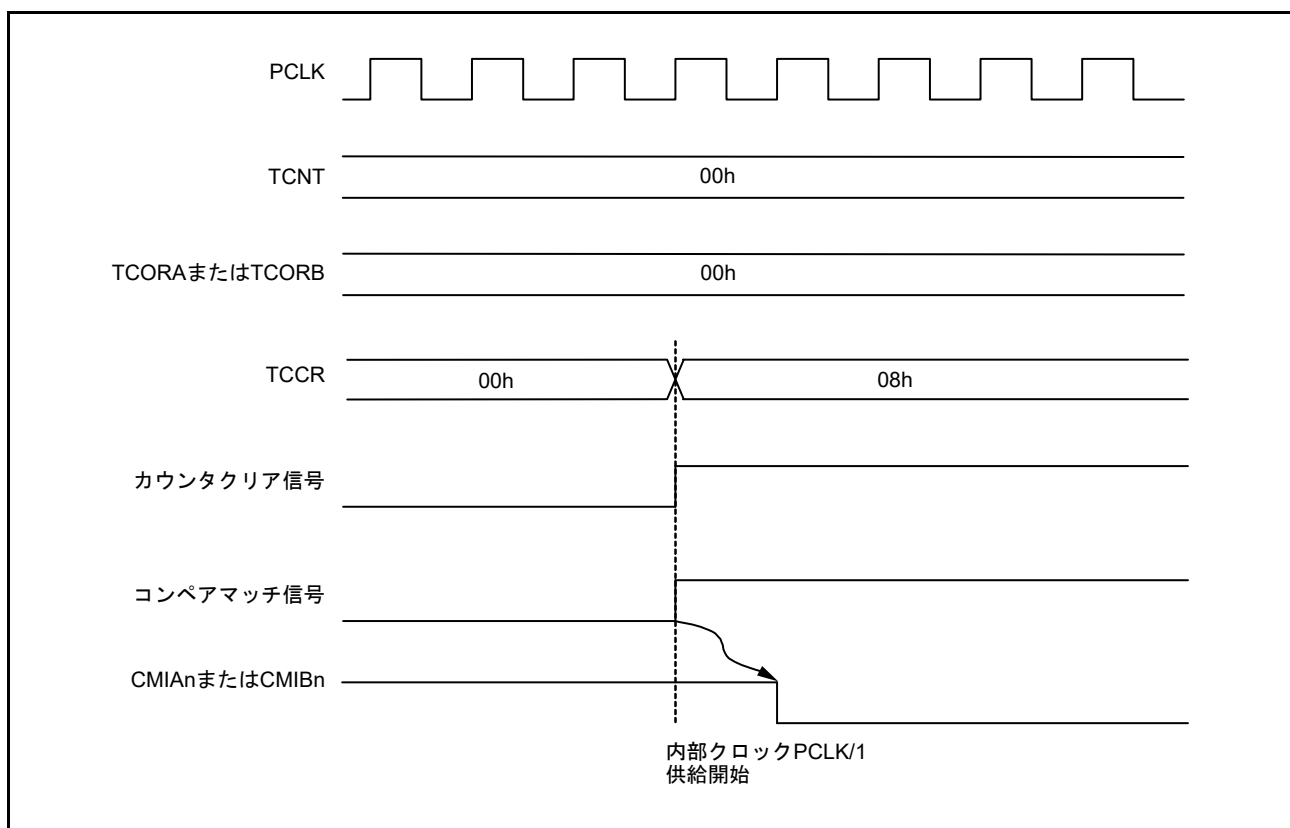 PCLK
TCNT
00h
TCORAまたはTCORB
00h
TCCR
00h
08h
カウンタクリア信号
コンペアマッチ信号
CMIAnまたはCMIBn
内部クロックPCLK/1
供給開始